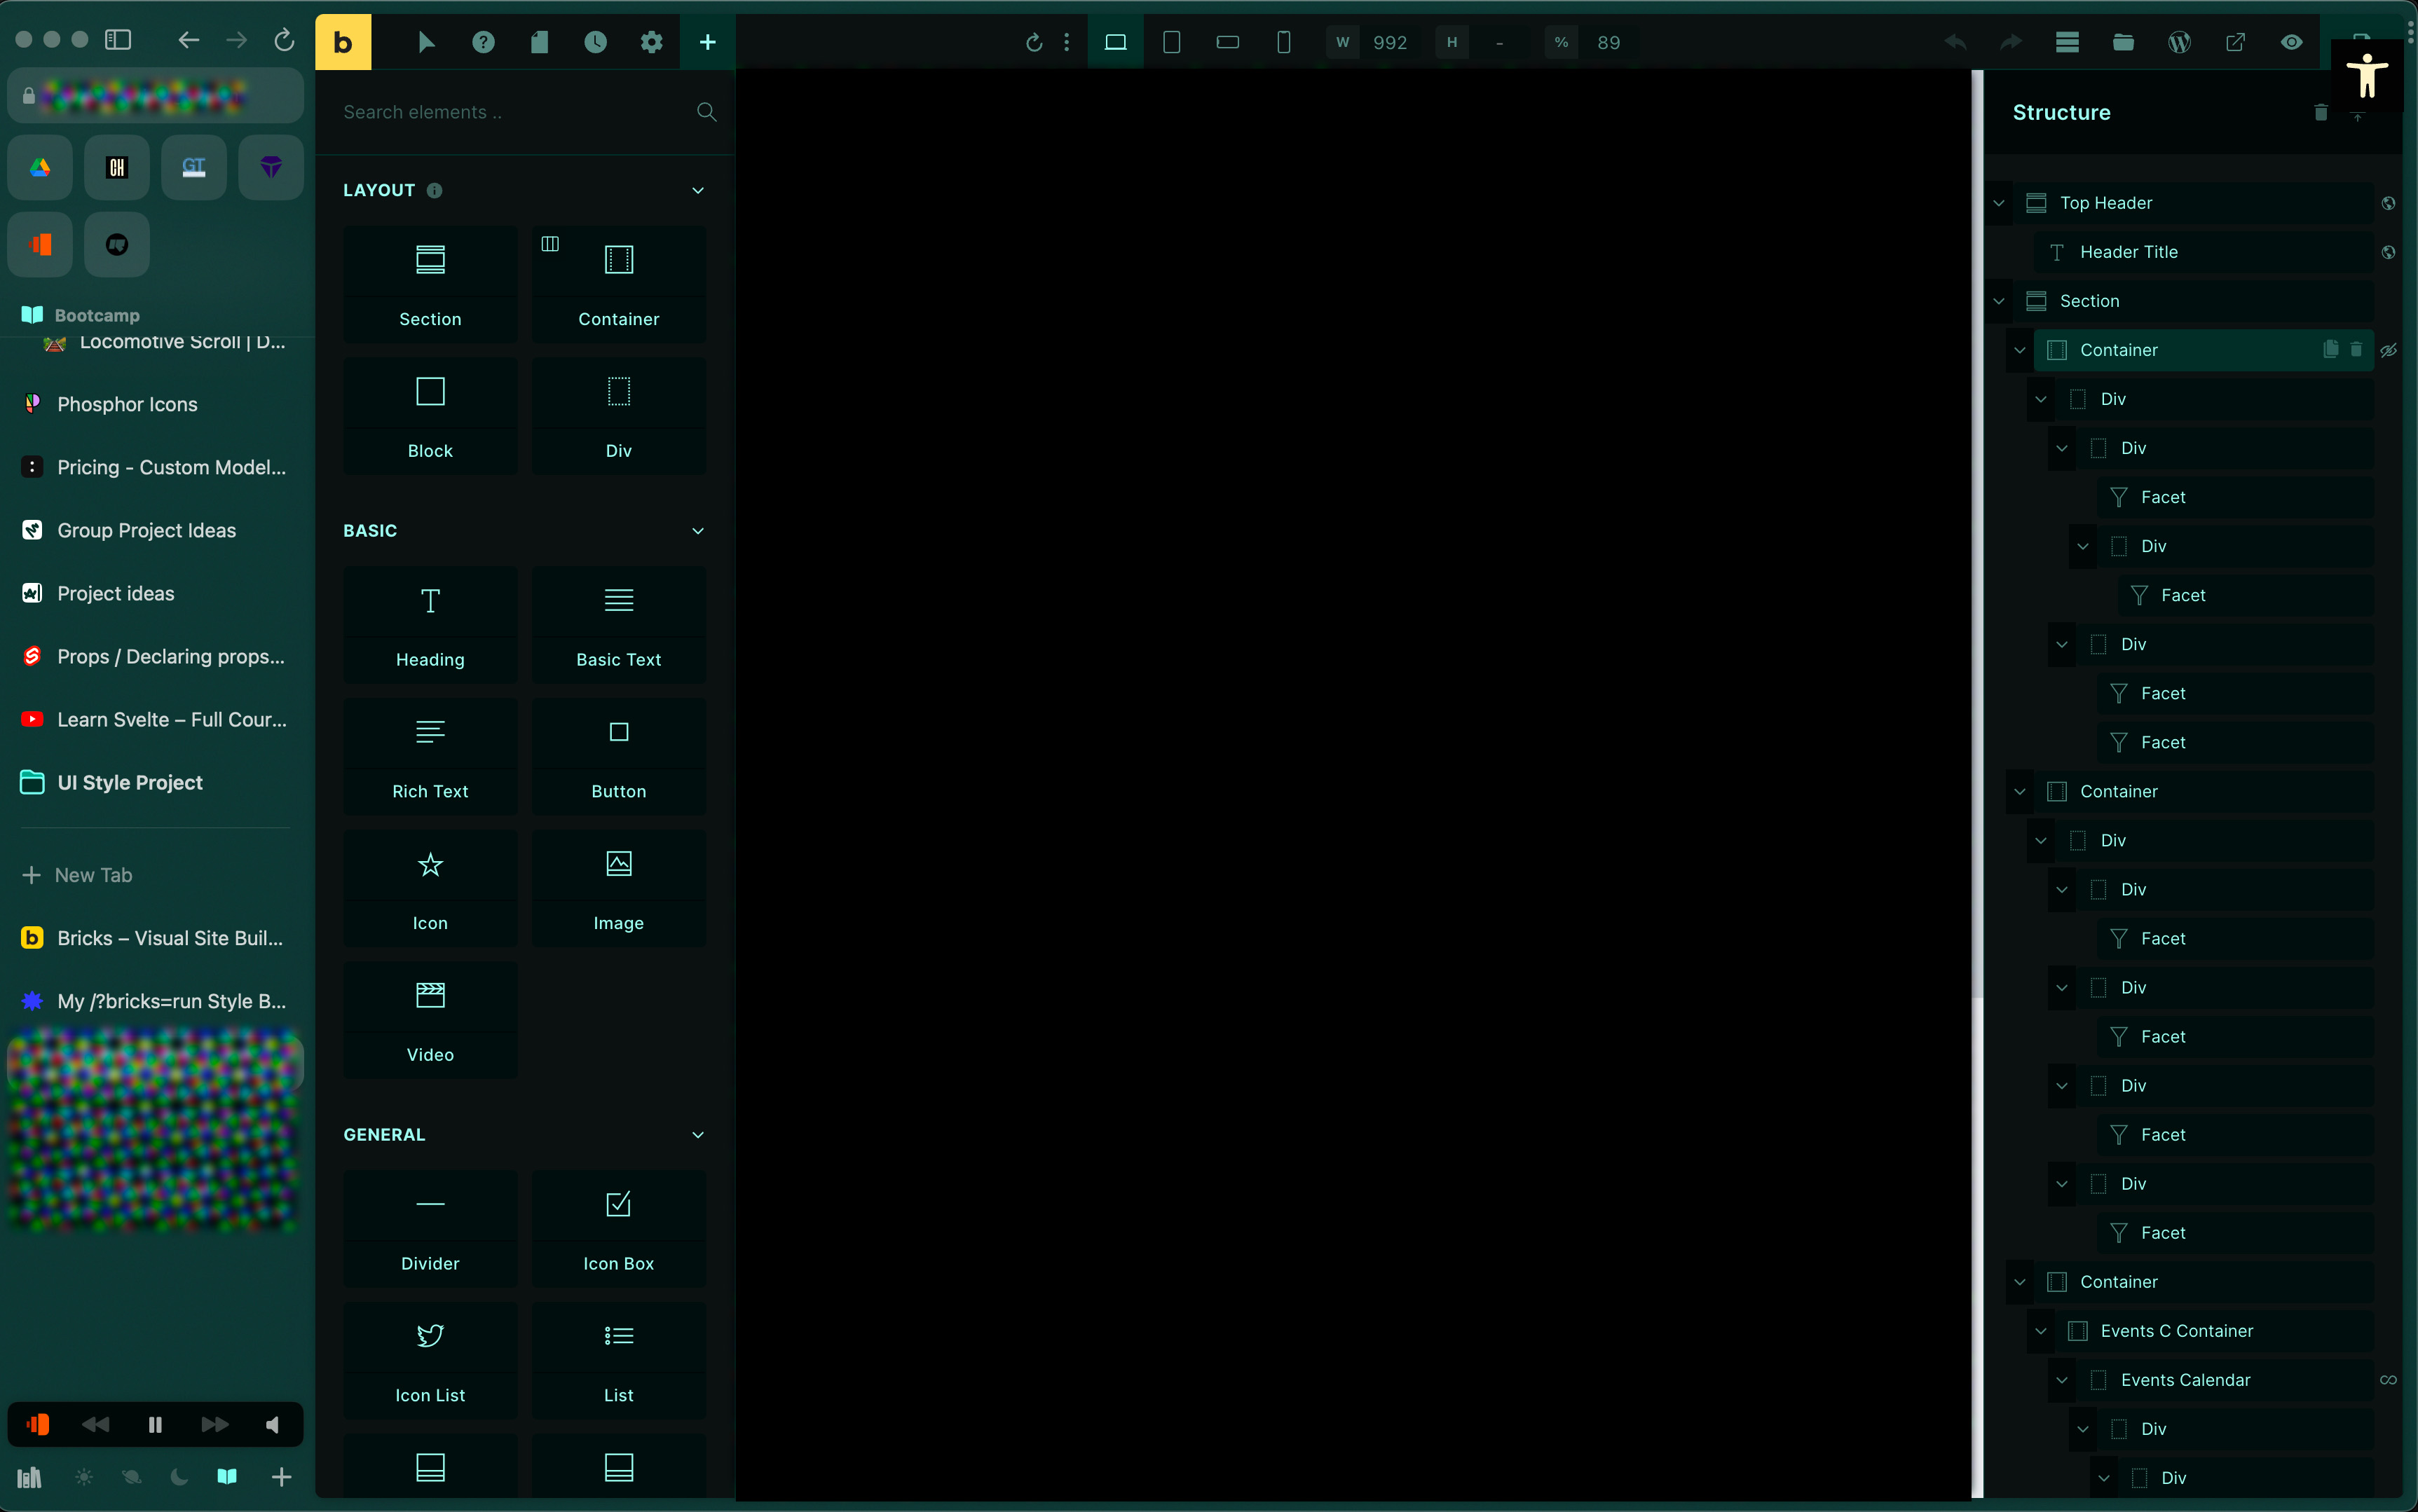 b
W 992 H - % 89
Search elements ..
CH
GT
Bootcamp
Locomotive Scroll | D...
Phosphor Icons
Pricing - Custom Model...
Group Project Ideas
Project ideas
Props / Declaring props...
Learn Svelte – Full Cour...
UI Style Project
New Tab
Bricks – Visual Site Buil...
My /?bricks=run Style B...
LAYOUT
Section
Container
Block
Div
BASIC
Heading
Basic Text
Rich Text
Button
Icon
Image
Video
GENERAL
Divider
Icon Box
Icon List
List
Structure
Top Header
Header Title
Section
Container
Div
Div
Facet
Div
Facet
Div
Facet
Facet
Container
Div
Div
Facet
Div
Facet
Div
Facet
Div
Facet
Container
Events C Container
Events Calendar
Div
Div